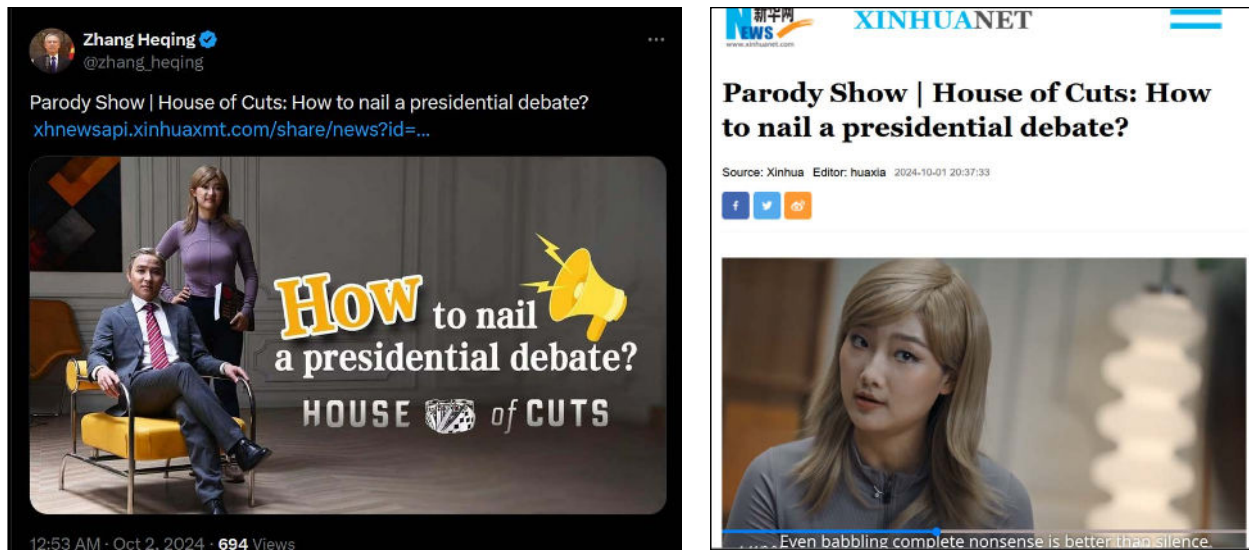 Zhang Heqing
@zhang_heqing
Parody Show | House of Cuts: How to nail a presidential debate?
xhnewsapi.xinhuaxmt.com/share/news?id=...
How to nail
a presidential debate?
HOUSE of CUTS
12:53 AM · Oct 2, 2024 · 694 Views
新华网
NEWS
www.xinhuanet.com
XINHUANET
Parody Show | House of Cuts: How
to nail a presidential debate?
Source: Xinhua Editor: huaxia 2024-10-01 20:37:33
Even babbling complete nonsense is better than silence.